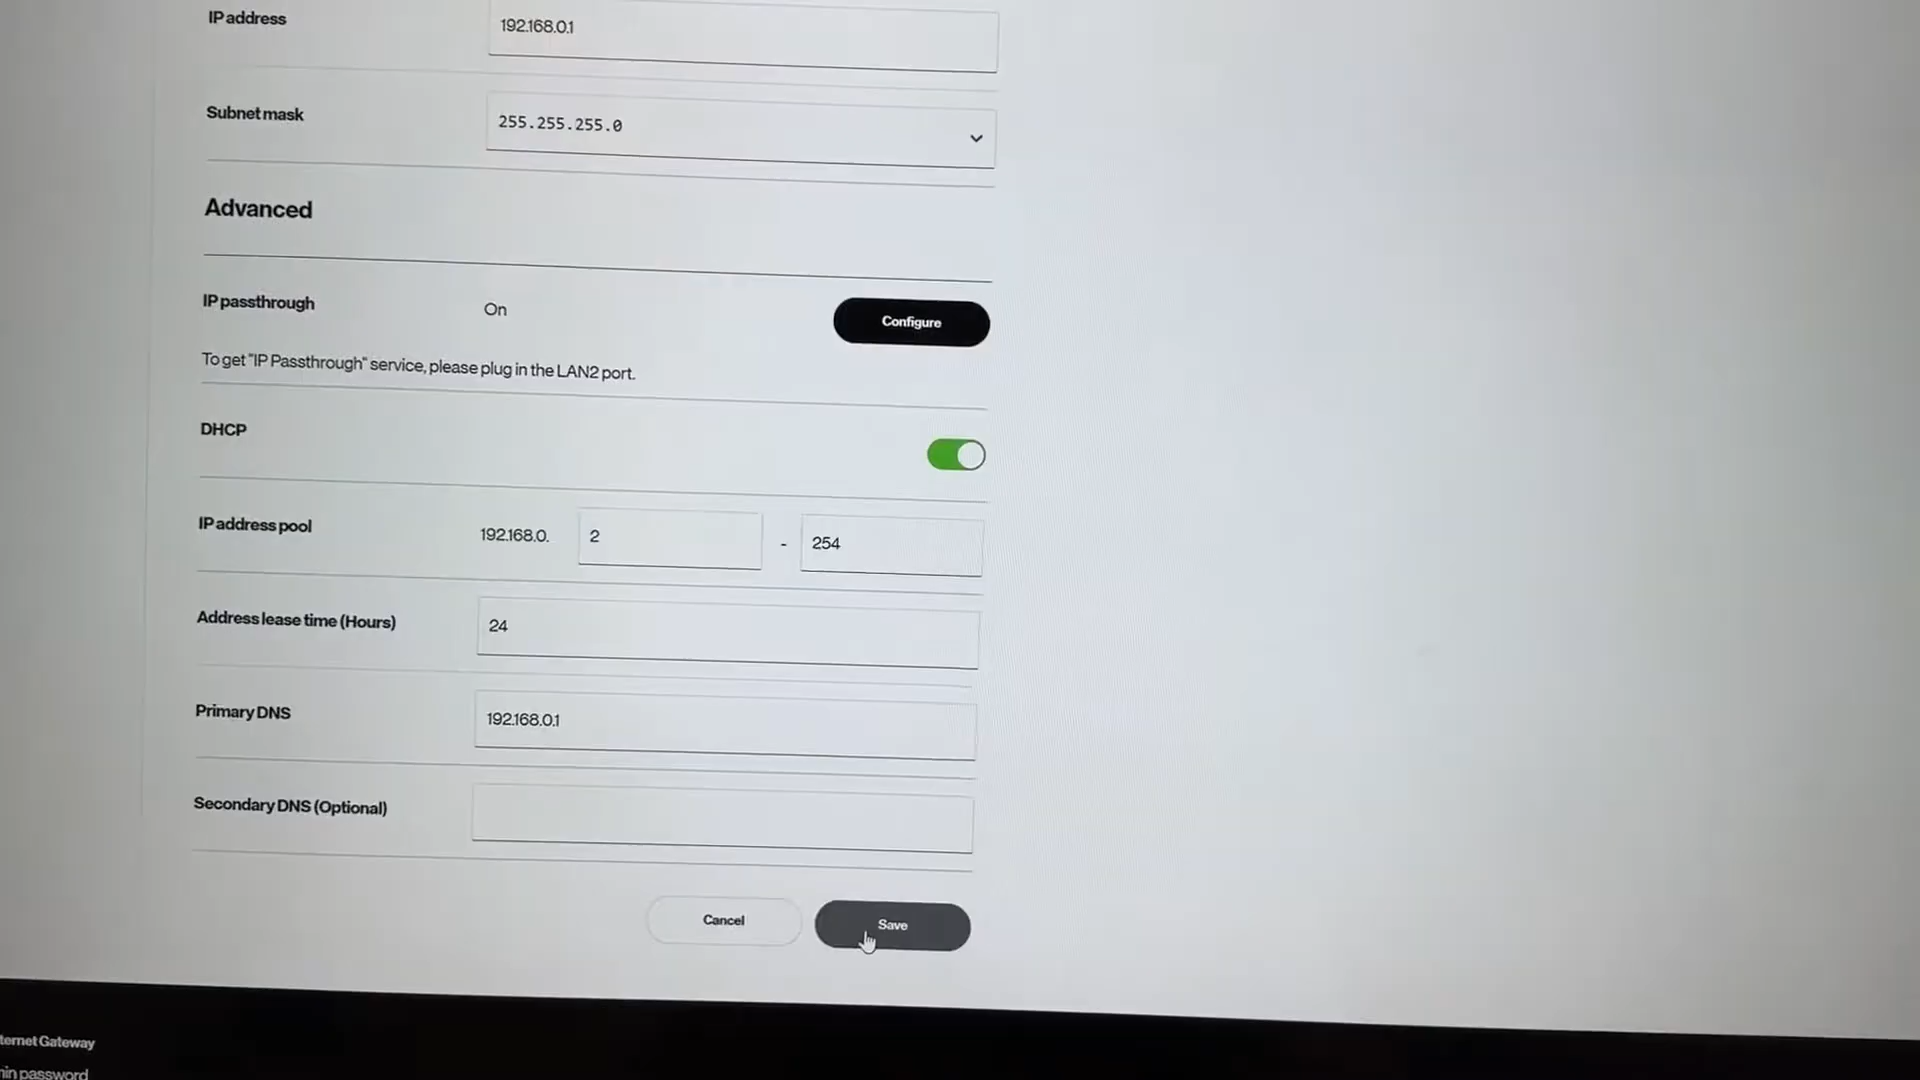 IP address
192.168.0.1
Subnet mask
255.255.255.0
Advanced
IP passthrough
On
Configure
To get "IP Passthrough" service, please plug in the LAN2 port.
DHCP
IP address pool
192.168.0.
2
-
254
Address lease time (Hours)
24
Primary DNS
192.168.0.1
Secondary DNS (Optional)
Cancel
Save
ternet Gateway
min password